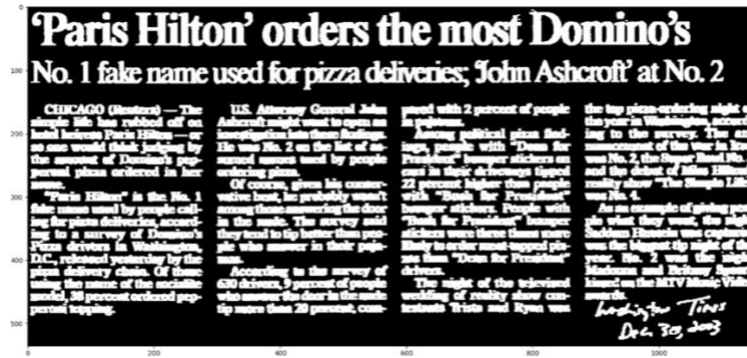 0
100
200
300
400
500
0
200
400
600
800
1000
‘Paris Hilton’ orders the most Domino’s
No. 1 fake name used for pizza deliveries; ‘John Ashcroft’ at No. 2
CHICAGO (Reuters) — The
simple life has rubbed off on
hotel heiress Paris Hilton — or
so one would think judging by
the amount of Domino's pep-
peroni pizza ordered in her
name.
"Paris Hilton" is the No. 1
fake name used by people call-
ing for pizza deliveries, accord-
ing to a survey of Domino's
Pizza drivers in Washington,
D.C., released yesterday by the
pizza delivery chain. Of those
using the name of the socialite
model, 38 percent ordered pep-
peroni topping.
U.S. Attorney General John
Ashcroft might want to open an
investigation into these findings.
He was No. 2 on the list of as-
sumed names used by people
ordering pizza.
Of course, given his conser-
vative bent, he probably wasn't
among those answering the door
in the nude. The survey said
they tend to tip better than peo-
ple who answer in their paja-
mas.
According to the survey of
630 drivers, 9 percent of people
who answer the door in the nude
tip more than 20 percent, com-
pared with 2 percent of people
in pajamas.
Among political pizza find-
ings, people with "Dean for
President" bumper stickers on
cars in their driveways tipped
22 percent higher than people
with "Bush for President"
bumper stickers. People with
"Bush for President" bumper
stickers were three times more
likely to order meat-topped piz-
zas than "Dean for President"
drivers.
The night of the televised
wedding of reality show con-
testants Trista and Ryan was
the top pizza-ordering night of
the year in Washington, accord-
ing to the survey. The an-
nouncement of the war in Iraq
was No. 2, the Super Bowl No.
and the debut of Miss Hilton
reality show "The Simple Life
was No. 4.
As an example of giving peo-
ple what they want, the night
Saddam Hussein was captured
was the biggest tip night of the
year. No. 2 was the night
Madonna and Britney Spears
kissed on the MTV Music Video
awards.
Washington Times
Dec 30, 2003